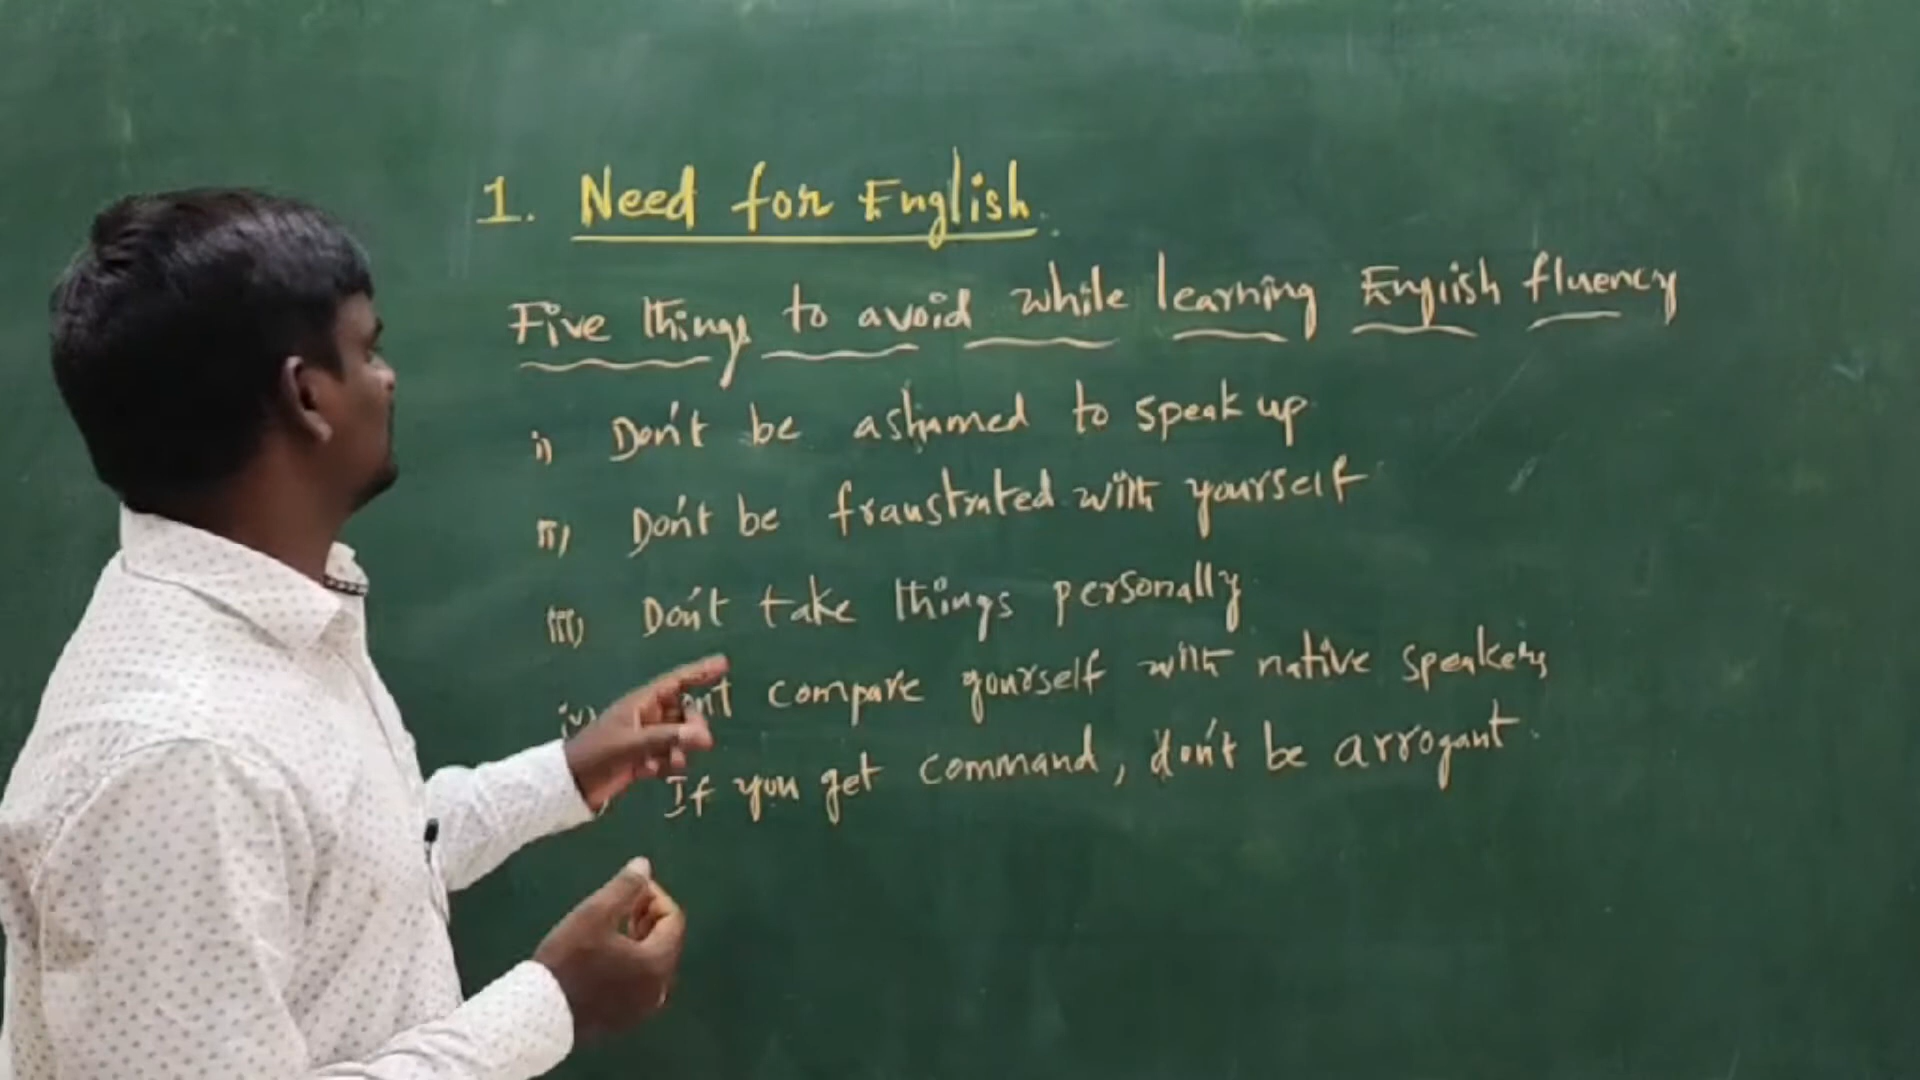 1. Need for English.
Five things to avoid while learning English fluency
i) Don't be ashamed to speak up
ii) Don't be fraustrated with yourself
iii) Don't take things personally
iv) compare yourself with native speakers
If you get command, don't be arrogant.